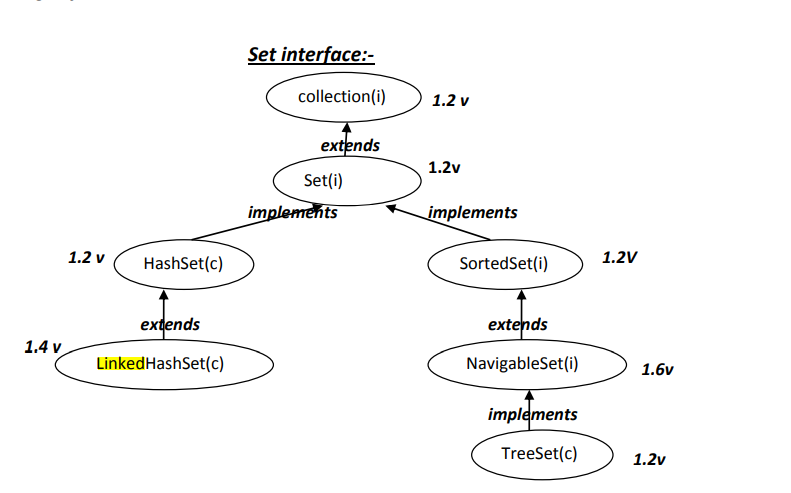 Set interface:-
collection(i)
1.2 v
extends
1.2v
Set(i)
implements
implements
1.2 v
HashSet(c)
SortedSet(i)
1.2V
extends
extends
1.4 v
LinkedHashSet(c)
NavigableSet(i)
1.6v
implements
TreeSet(c)
1.2v